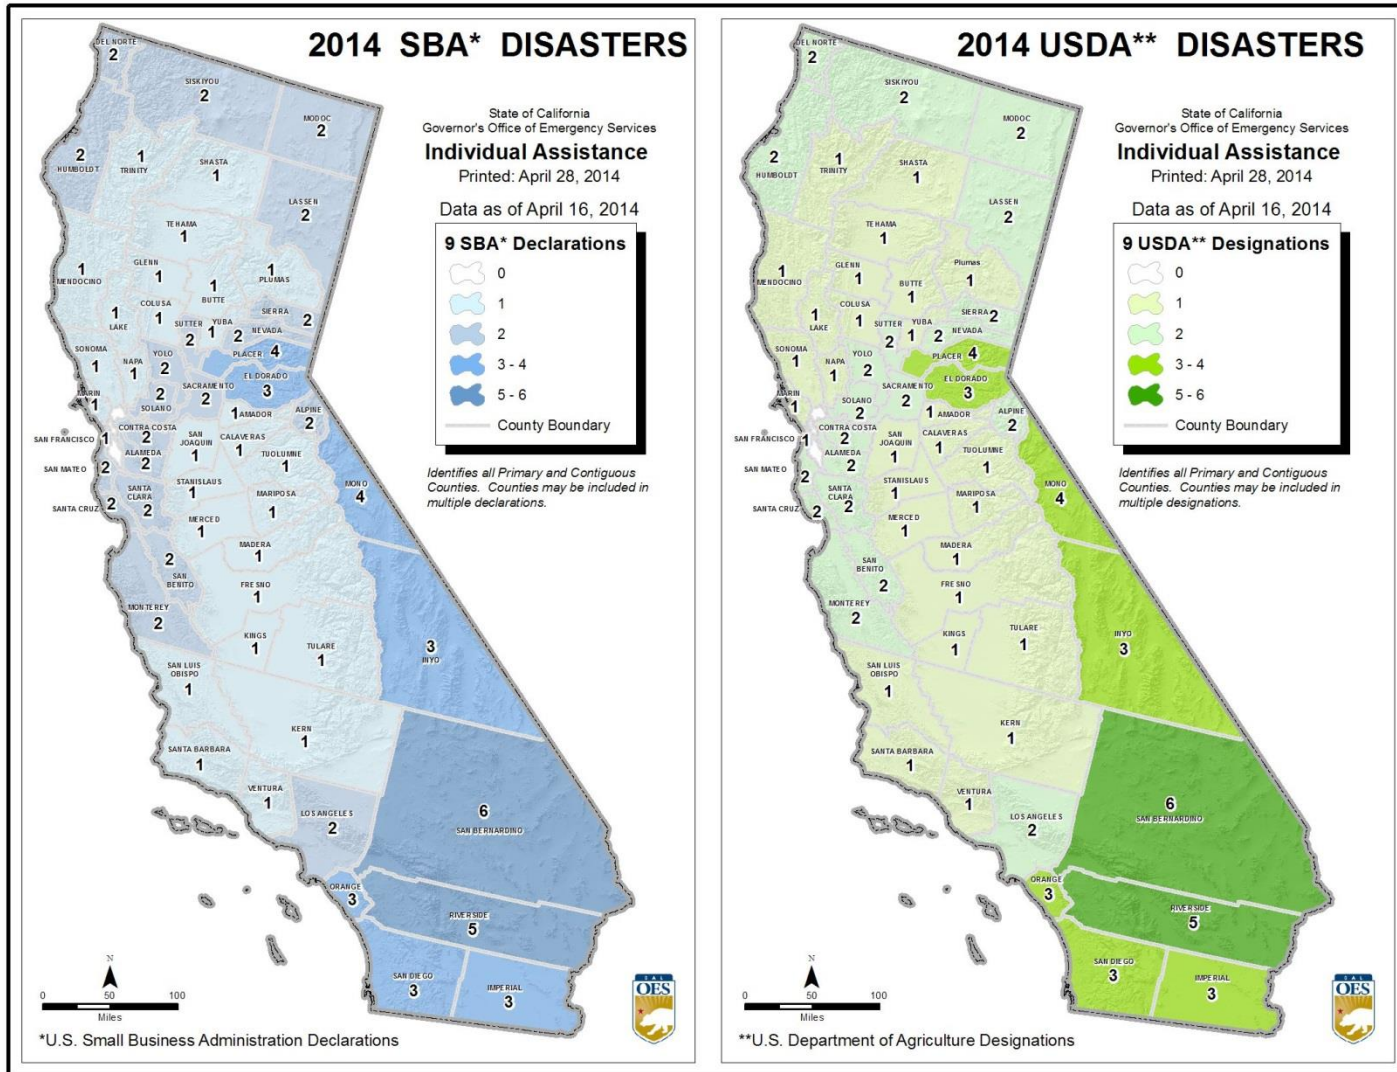 2014 SBA* DISASTERS
State of California
Governor's Office of Emergency Services
Individual Assistance
Printed: April 28, 2014
Data as of April 16, 2014
9 SBA* Declarations
0
1
2
3 - 4
5 - 6
County Boundary
Identifies all Primary and Contiguous
Counties. Counties may be included in
multiple declarations.
DEL NORTE
2
SISKIYOU
2
MODOC
2
2
HUMBOLDT
1
TRINITY
SHASTA
1
LASSEN
2
TEHAMA
1
1
MENDOCINO
GLENN
1
1
BUTTE
1
PLUMAS
1
LAKE
COLUSA
1
SUTTER
2
YUBA
1
SIERRA
2
NEVADA
2
SONOMA
1
NAPA
1
YOLO
2
PLACER
4
EL DORADO
3
MARIN
1
2
SOLANO
SACRAMENTO
2
1
AMADOR
ALPINE
2
SAN FRANCISCO
1
CONTRA COSTA
2
ALAMEDA
2
SAN
JOAQUIN
1
CALAVERAS
1
TUOLUMNE
1
SAN MATEO
2
SANTA
CLARA
2
STANISLAUS
1
MARIPOSA
1
MONO
4
SANTA CRUZ
2
MERCED
1
MADERA
1
2
SAN
BENITO
FRESNO
1
MONTEREY
2
KINGS
1
TULARE
1
3
INYO
SAN LUIS
OBISPO
1
KERN
1
SANTA BARBARA
1
VENTURA
1
LOS ANGELES
2
6
SAN BERNARDINO
ORANGE
3
RIVERSIDE
5
SAN DIEGO
3
IMPERIAL
3
N
0 50 100
Miles
CAL
OES
*U.S. Small Business Administration Declarations
2014 USDA** DISASTERS
State of California
Governor's Office of Emergency Services
Individual Assistance
Printed: April 28, 2014
Data as of April 16, 2014
9 USDA** Designations
0
1
2
3 - 4
5 - 6
County Boundary
Identifies all Primary and Contiguous
Counties. Counties may be included in
multiple designations.
DEL NORTE
2
SISKIYOU
2
MODOC
2
2
HUMBOLDT
1
TRINITY
SHASTA
1
LASSEN
2
TEHAMA
1
1
MENDOCINO
GLENN
1
BUTTE
1
Plumas
1
1
LAKE
COLUSA
1
SUTTER
2
YUBA
1
SIERRA
2
NEVADA
2
SONOMA
1
NAPA
1
YOLO
2
PLACER
4
EL DORADO
3
MARIN
1
SOLANO
2
SACRAMENTO
2
1
AMADOR
ALPINE
2
SAN FRANCISCO
1
CONTRA COSTA
2
ALAMEDA
2
SAN
JOAQUIN
1
CALAVERAS
1
TUOLUMNE
1
SAN MATEO
2
SANTA
CLARA
2
STANISLAUS
1
MARIPOSA
1
MONO
4
SANTA CRUZ
2
MERCED
1
MADERA
1
SAN
BENITO
2
FRESNO
1
MONTEREY
2
KINGS
1
TULARE
1
INYO
3
SAN LUIS
OBISPO
1
KERN
1
SANTA BARBARA
1
VENTURA
1
LOS ANGELES
2
6
SAN BERNARDINO
ORANGE
3
RIVERSIDE
5
SAN DIEGO
3
IMPERIAL
3
N
0 50 100
Miles
CAL
OES
**U.S. Department of Agriculture Designations